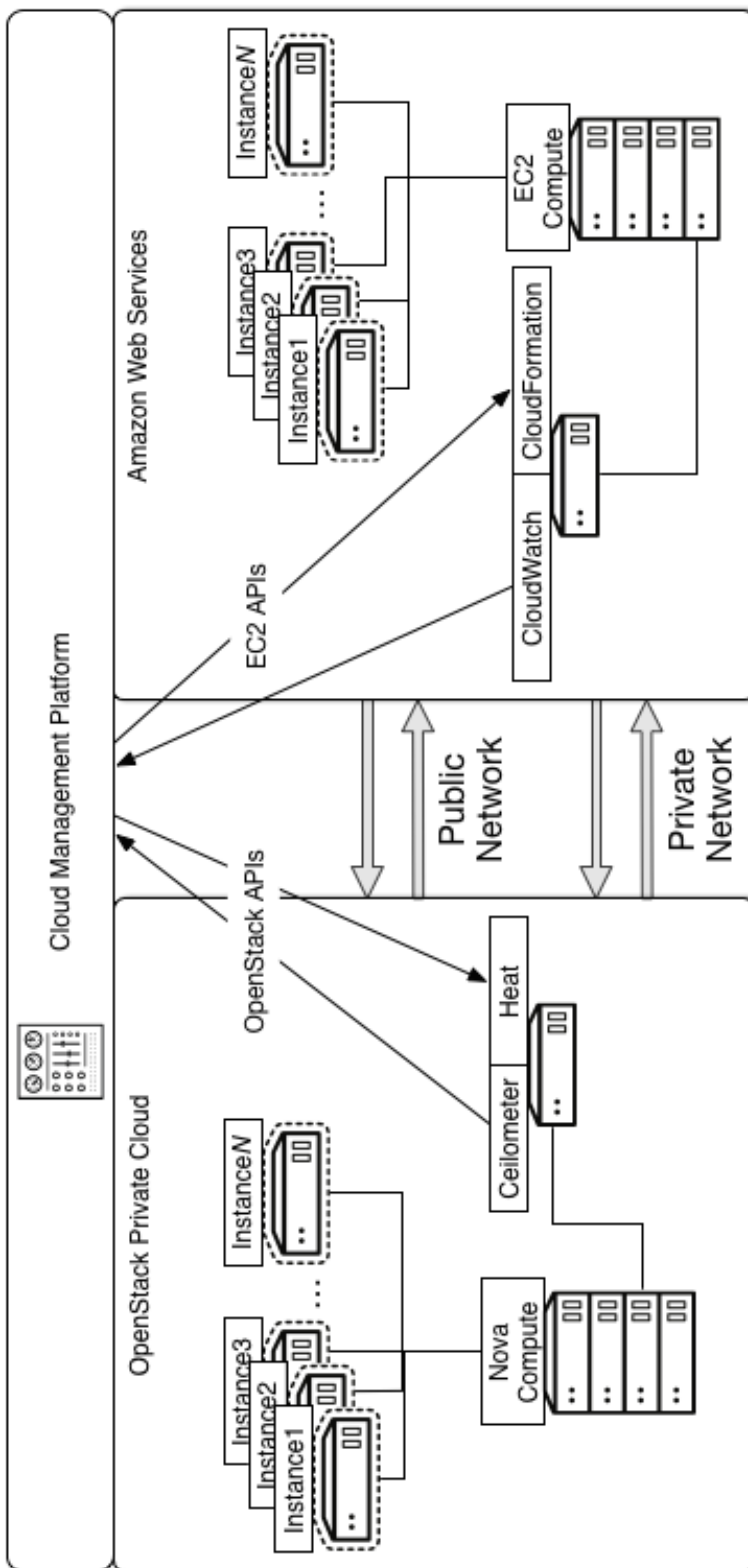 Cloud Management Platform
OpenStack Private Cloud
Instance3
Instance2
Instance1
...
InstanceN
Nova
Compute
Ceilometer
Heat
OpenStack APIs
Public
Network
Private
Network
Amazon Web Services
EC2 APIs
Instance3
Instance2
Instance1
...
InstanceN
CloudWatch
CloudFormation
EC2
Compute